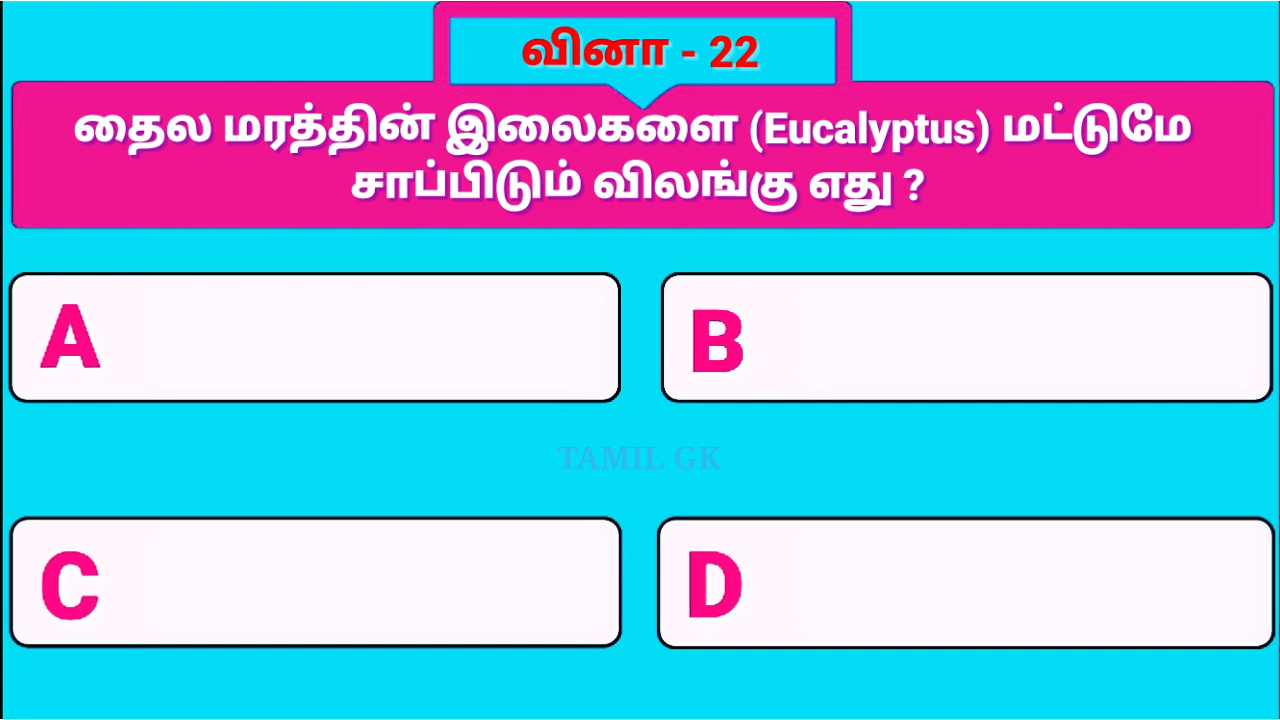 வினா - 22
தைல மரத்தின் இலைகளை (Eucalyptus) மட்டுமே
சாப்பிடும் விலங்கு எது ?
A
B
TAMIL GK
C
D